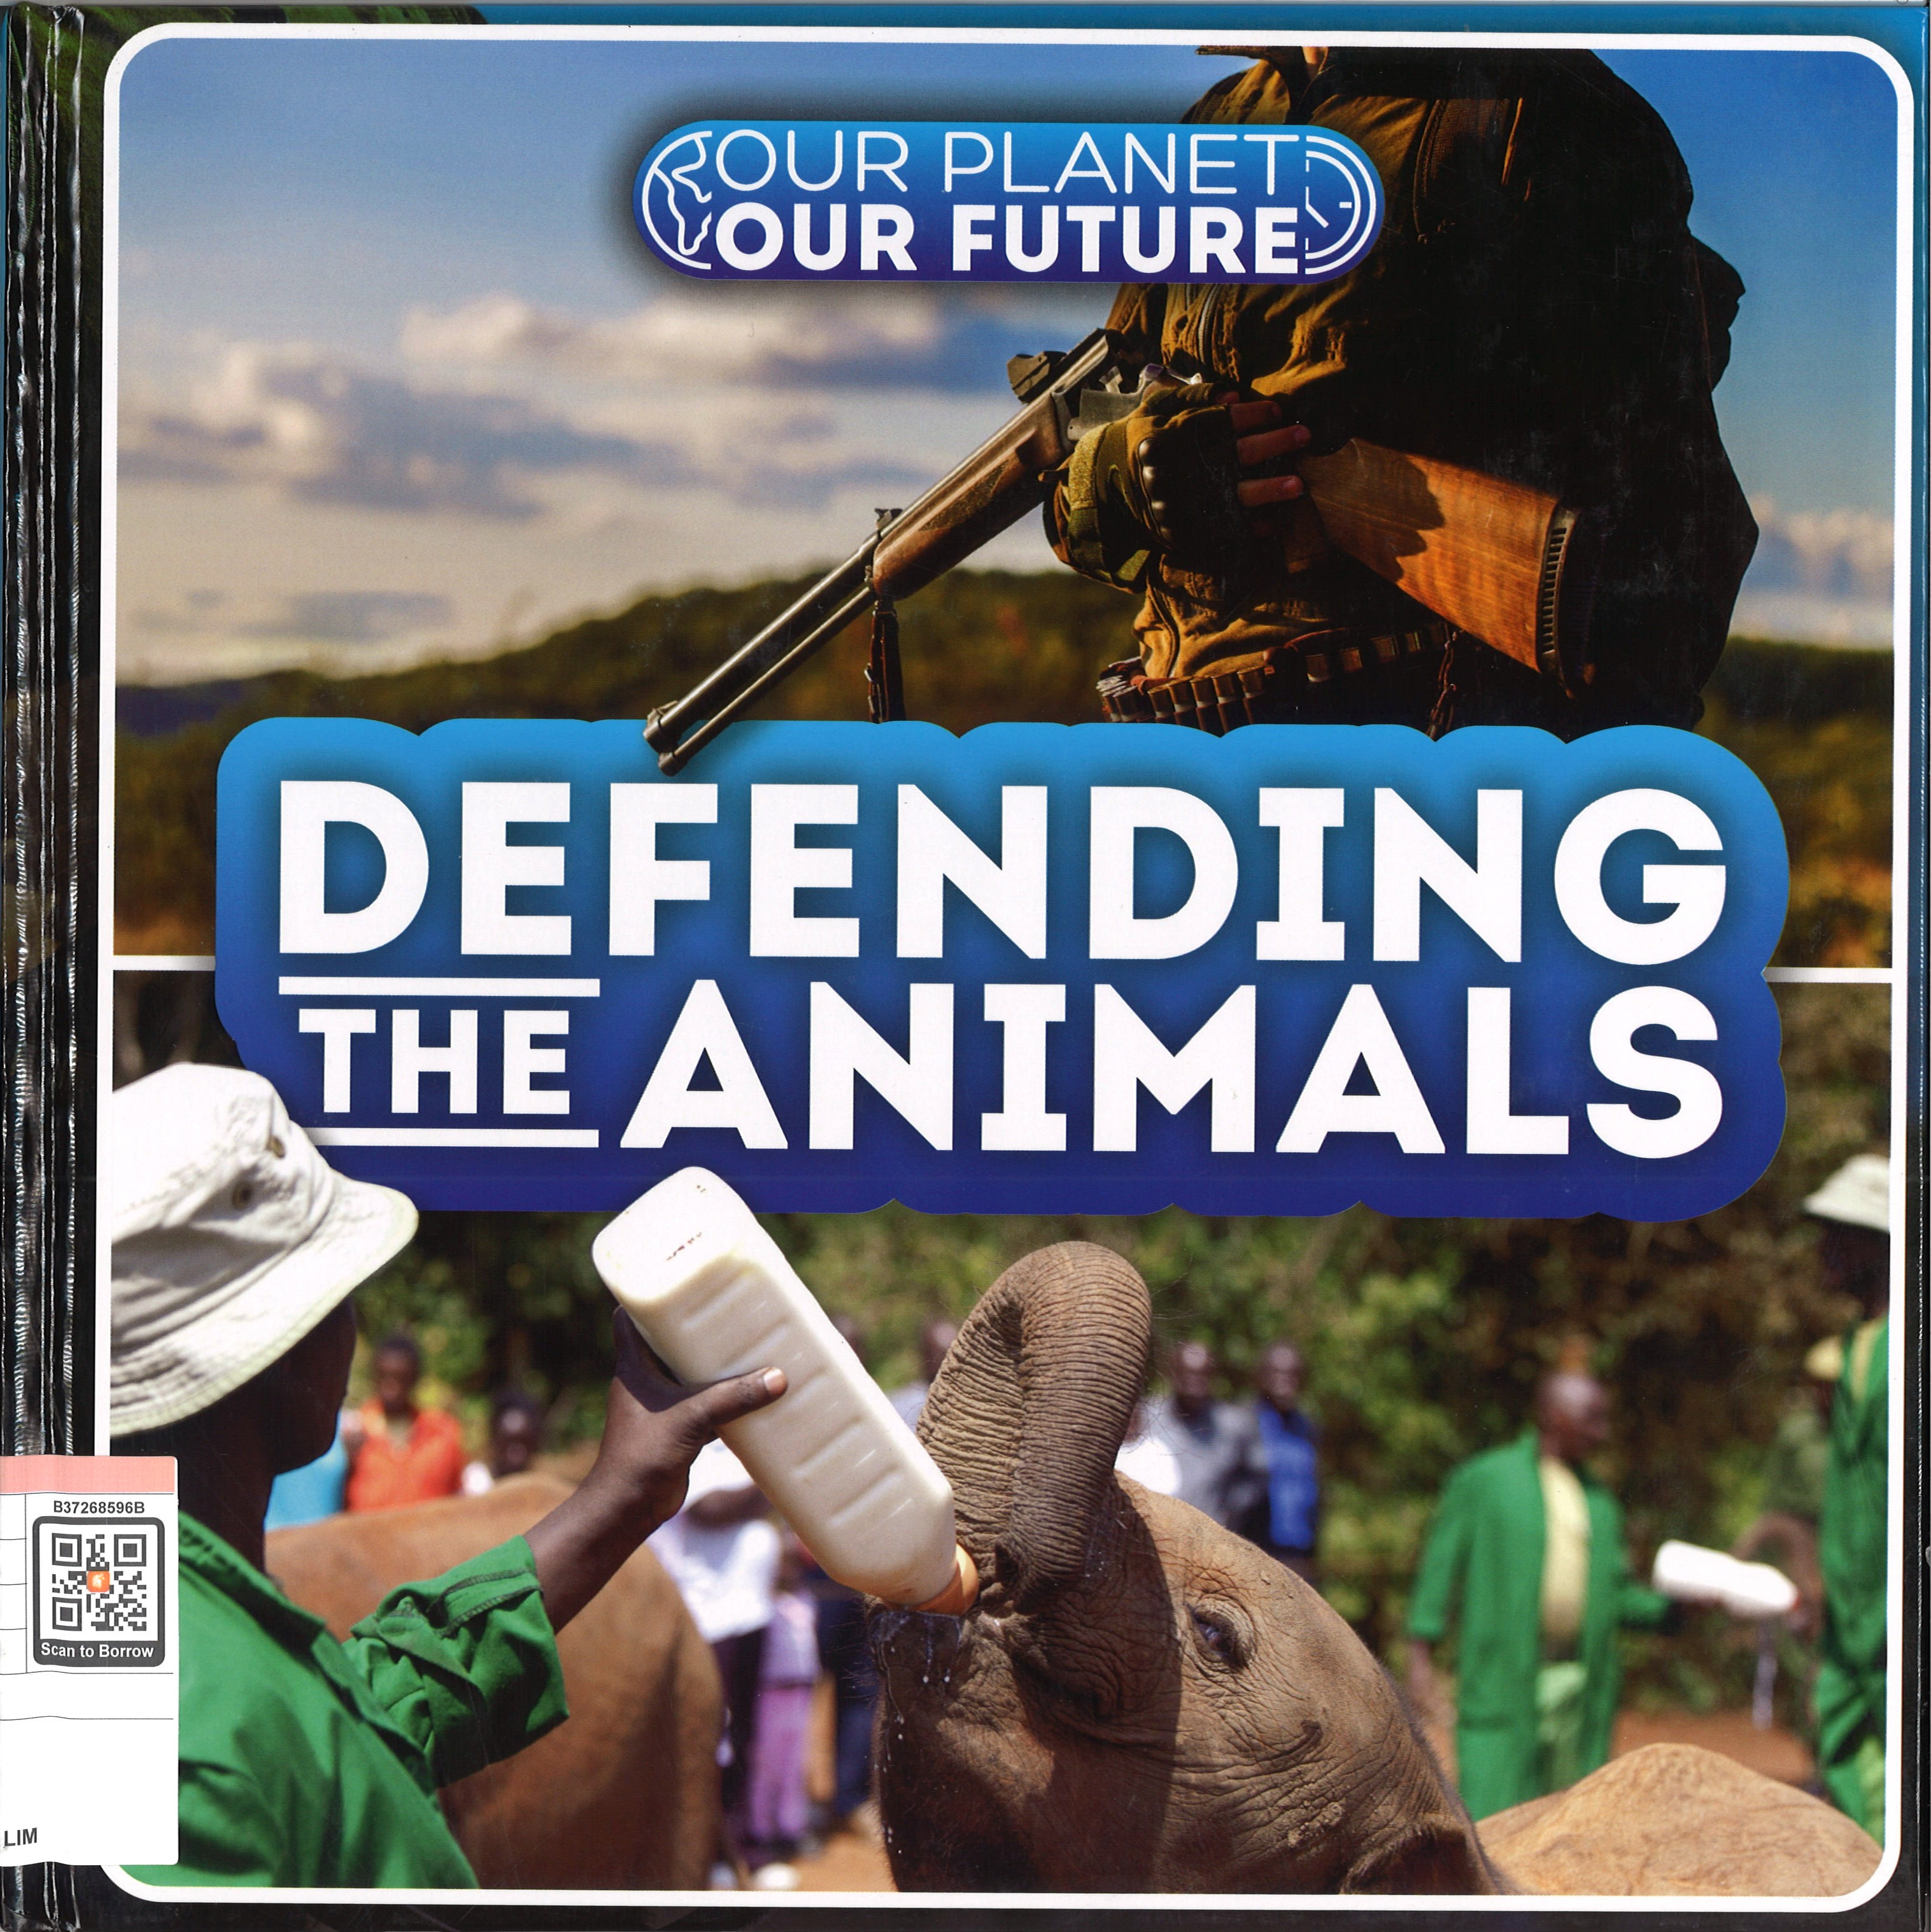 OUR PLANET
OUR FUTURE
DEFENDING
THE ANIMALS
B37268596B
Scan to Borrow
LIM